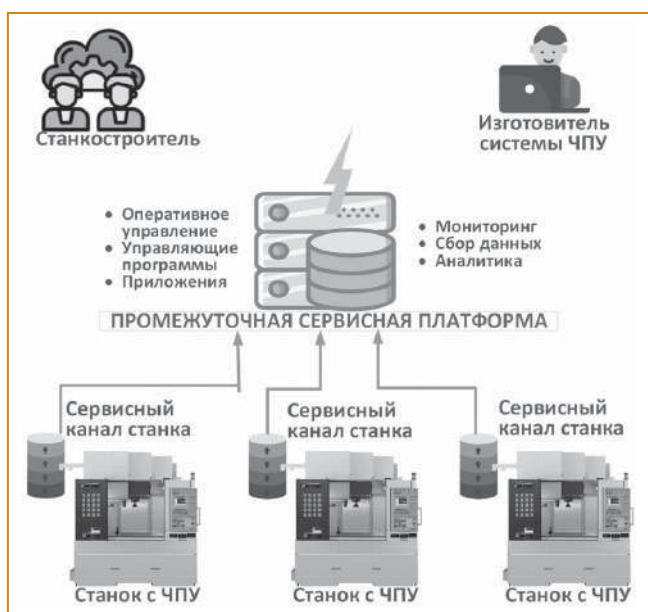 Станкостроитель
Изготовитель
системы ЧПУ
• Оперативное
управление
• Управляющие
программы
• Приложения
• Мониторинг
• Сбор данных
• Аналитика
ПРОМЕЖУТОЧНАЯ СЕРВИСНАЯ ПЛАТФОРМА
Сервисный
канал станка
Сервисный
канал станка
Сервисный
канал станка
Станок с ЧПУ
Станок с ЧПУ
Станок с ЧПУ